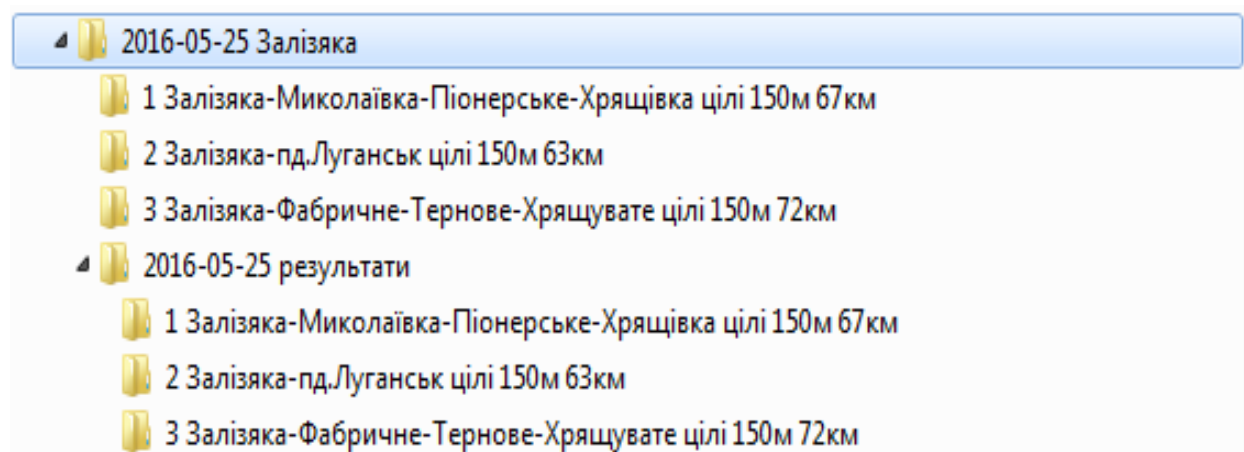 2016-05-25 Залізяка
1 Залізяка-Миколаївка-Піонерське-Хрящівка цілі 150м 67км
2 Залізяка-пд.Луганськ цілі 150м 63км
3 Залізяка-Фабричне-Тернове-Хрящувате цілі 150м 72км
2016-05-25 результати
1 Залізяка-Миколаївка-Піонерське-Хрящівка цілі 150м 67км
2 Залізяка-пд.Луганськ цілі 150м 63км
3 Залізяка-Фабричне-Тернове-Хрящувате цілі 150м 72км